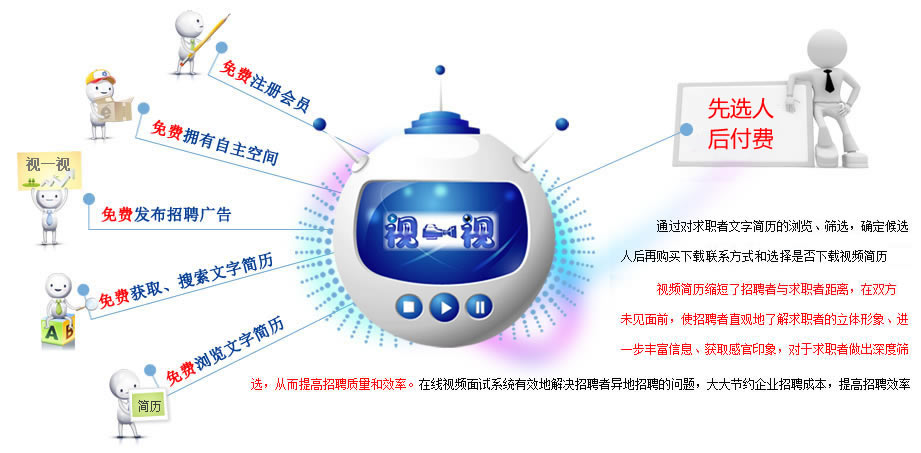 免费注册会员
免费拥有自主空间
视一视
免费发布招聘广告
免费获取、搜索文字简历
A B
免费浏览文字简历
简历
视 视
先选人
后付费
通过对求职者文字简历的浏览、筛选，确定候选
人后再购买下载联系方式和选择是否下载视频简历
视频简历缩短了招聘者与求职者距离，在双方
未见面前，使招聘者直观地了解求职者的立体形象、进
一步丰富信息、获取感官印象，对于求职者做出深度筛
选，从而提高招聘质量和效率。在线视频面试系统有效地解决招聘者异地招聘的问题，大大节约企业招聘成本，提高招聘效率